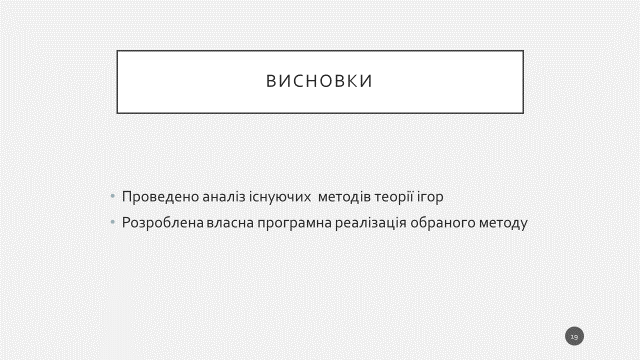 ВИСНОВКИ
• Проведено аналіз існуючих методів теорії ігор
• Розроблена власна програмна реалізація обраного методу
19